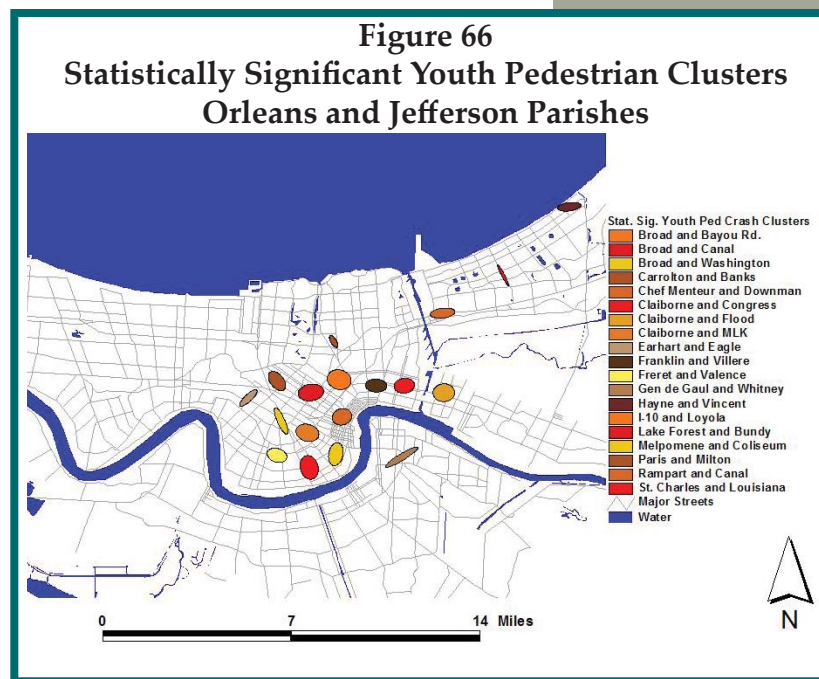 Figure 66
Statistically Significant Youth Pedestrian Clusters
Orleans and Jefferson Parishes
Stat. Sig. Youth Ped Crash Clusters
Broad and Bayou Rd.
Broad and Canal
Broad and Washington
Carrolton and Banks
Chef Menteur and Downman
Claiborne and Congress
Claiborne and Flood
Claiborne and MLK
Earhart and Eagle
Franklin and Villere
Freret and Valence
Gen de Gaul and Whitney
Hayne and Vincent
I-10 and Loyola
Lake Forest and Bundy
Melpomene and Coliseum
Paris and Milton
Rampart and Canal
St. Charles and Louisiana
Major Streets
Water
0 7 14 Miles
N